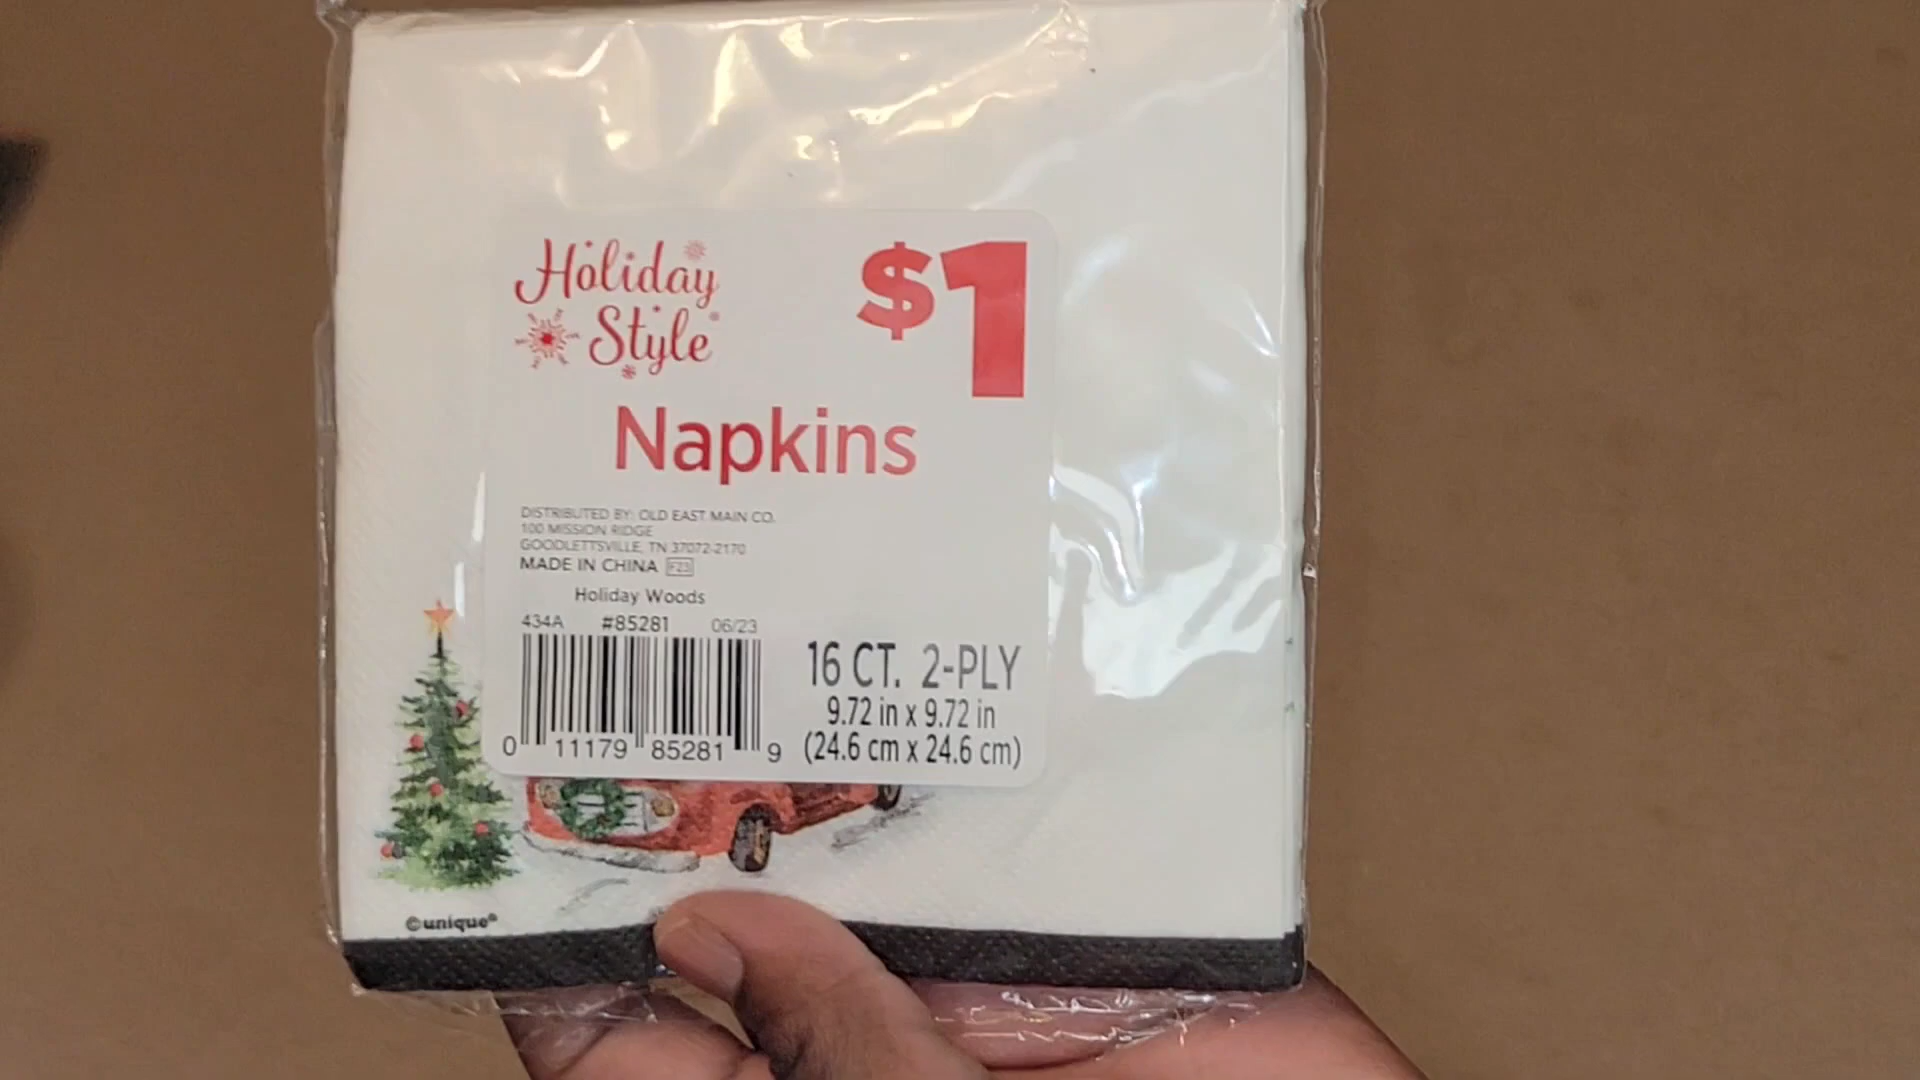 Holiday
Style®
$1
Napkins
DISTRIBUTED BY: OLD EAST MAIN CO.
100 MISSION RIDGE
GOODLETTSVILLE, TN 37072-2170
MADE IN CHINA F23
Holiday Woods
434A #85281 06/23
0 11179 85281 9
16 CT. 2-PLY
9.72 in x 9.72 in
(24.6 cm x 24.6 cm)
©unique®